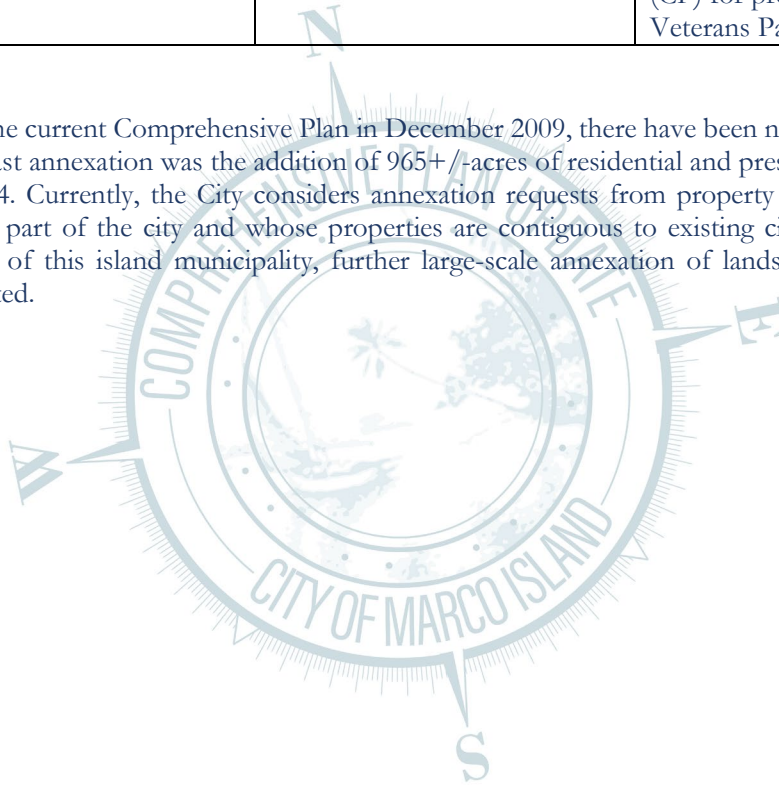 (CF) for pr
Veterans Pa
he current Comprehensive Plan in December 2009, there have been n
ast annexation was the addition of 965+/-acres of residential and pres
4. Currently, the City considers annexation requests from property
part of the city and whose properties are contiguous to existing ci
of this island municipality, further large-scale annexation of lands
ted.
N
E
S
W
COMPREHENSIVE PLAN UPDATE
CITY OF MARCO ISLAND